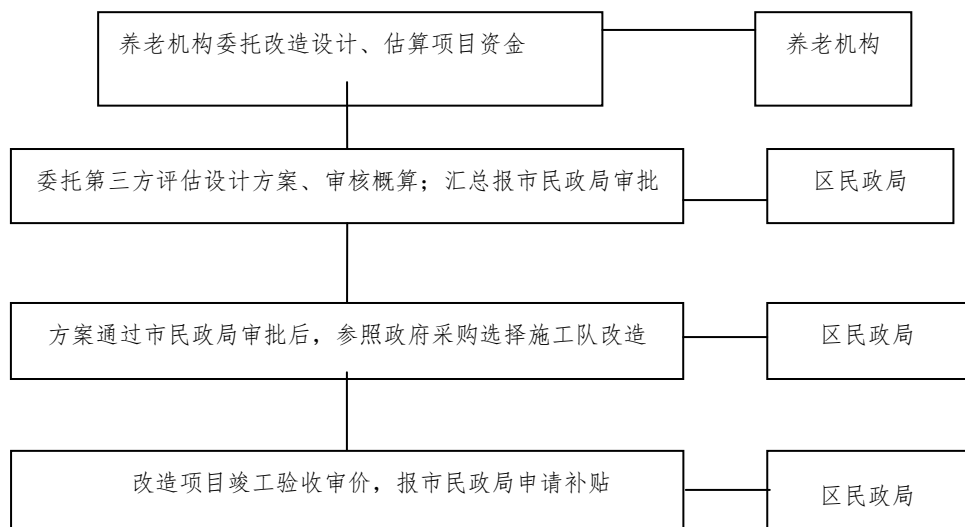 养老机构委托改造设计、估算项目资金
养老机构
委托第三方评估设计方案、审核概算；汇总报市民政局审批
区民政局
方案通过市民政局审批后，参照政府采购选择施工队改造
区民政局
改造项目竣工验收审价，报市民政局申请补贴
区民政局